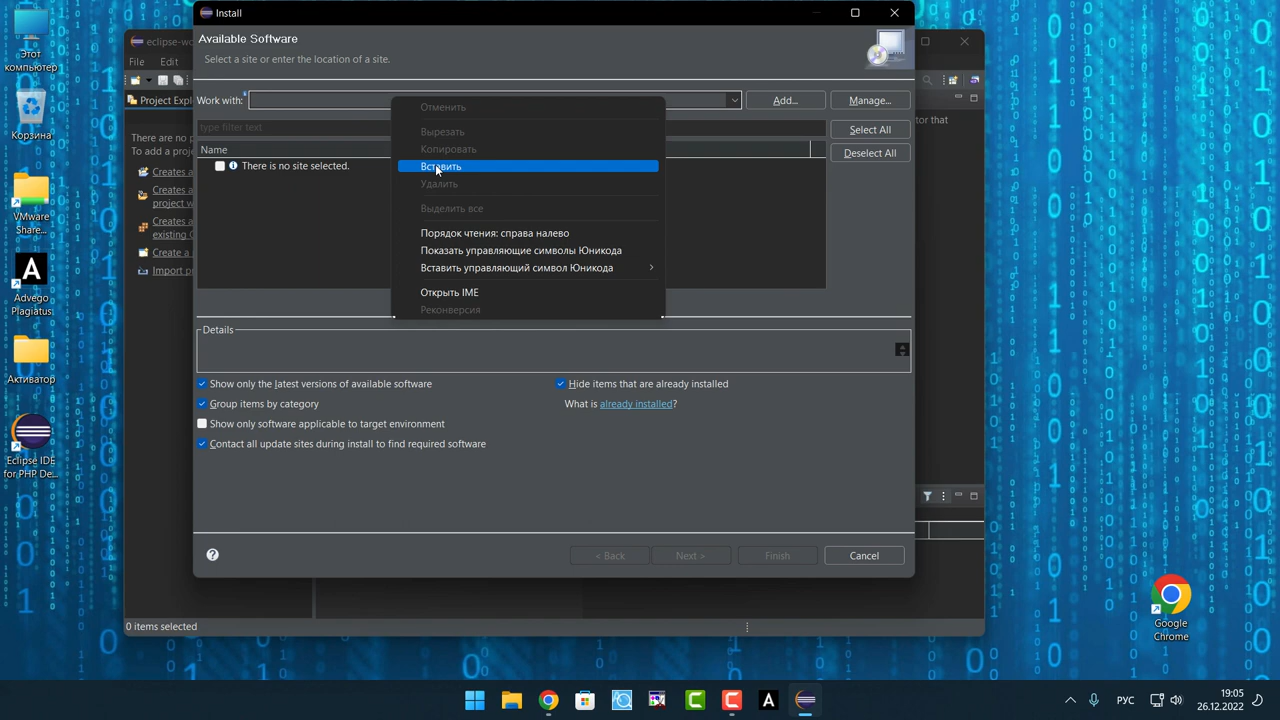 Install
Available Software
Select a site or enter the location of a site.
Work with:
Add...
Manage...
type filter text
Select All
Name
Deselect All
There is no site selected.
Отменить
Вырезать
Копировать
Вставить
Удалить
Выделить все
Порядок чтения: справа налево
Показать управляющие символы Юникода
Вставить управляющий символ Юникода
Открыть IME
Реконверсия
Details
Show only the latest versions of available software
Hide items that are already installed
Group items by category
What is already installed?
Show only software applicable to target environment
Contact all update sites during install to find required software
< Back
Next >
Finish
Cancel
File Edit
Project
There are no
To add a
Creates a
Creates a
project
Creates a
existing
Create a
Import
tor that
0 items selected
Этот
компьютер
Корзина
VMware
Share...
Advego
Plagiatus
Активатор
Eclipse IDE
for PHP De...
Google
Chrome
РУС
19:05
26.12.2022